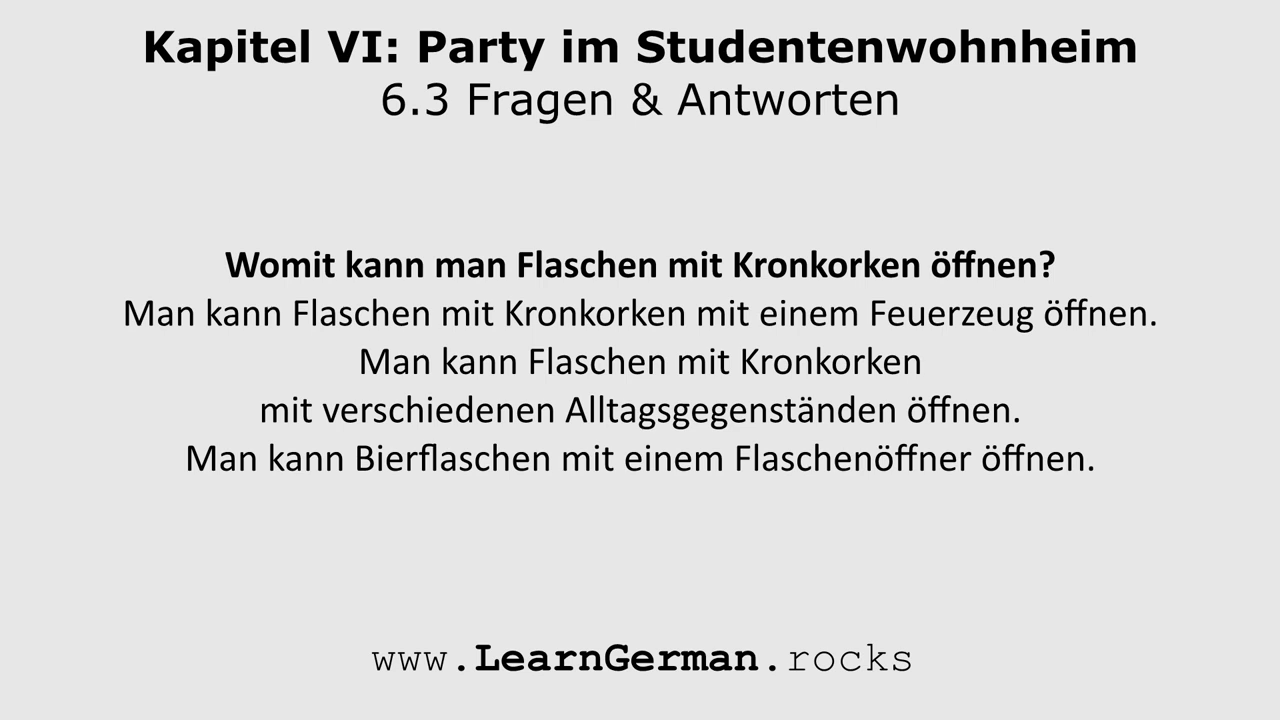 Kapitel VI: Party im Studentenwohnheim
6.3 Fragen & Antworten
Womit kann man Flaschen mit Kronkorken öffnen?
Man kann Flaschen mit Kronkorken mit einem Feuerzeug öffnen.
Man kann Flaschen mit Kronkorken
mit verschiedenen Alltagsgegenständen öffnen.
Man kann Bierflaschen mit einem Flaschenöffner öffnen.
www.LearnGerman.rocks